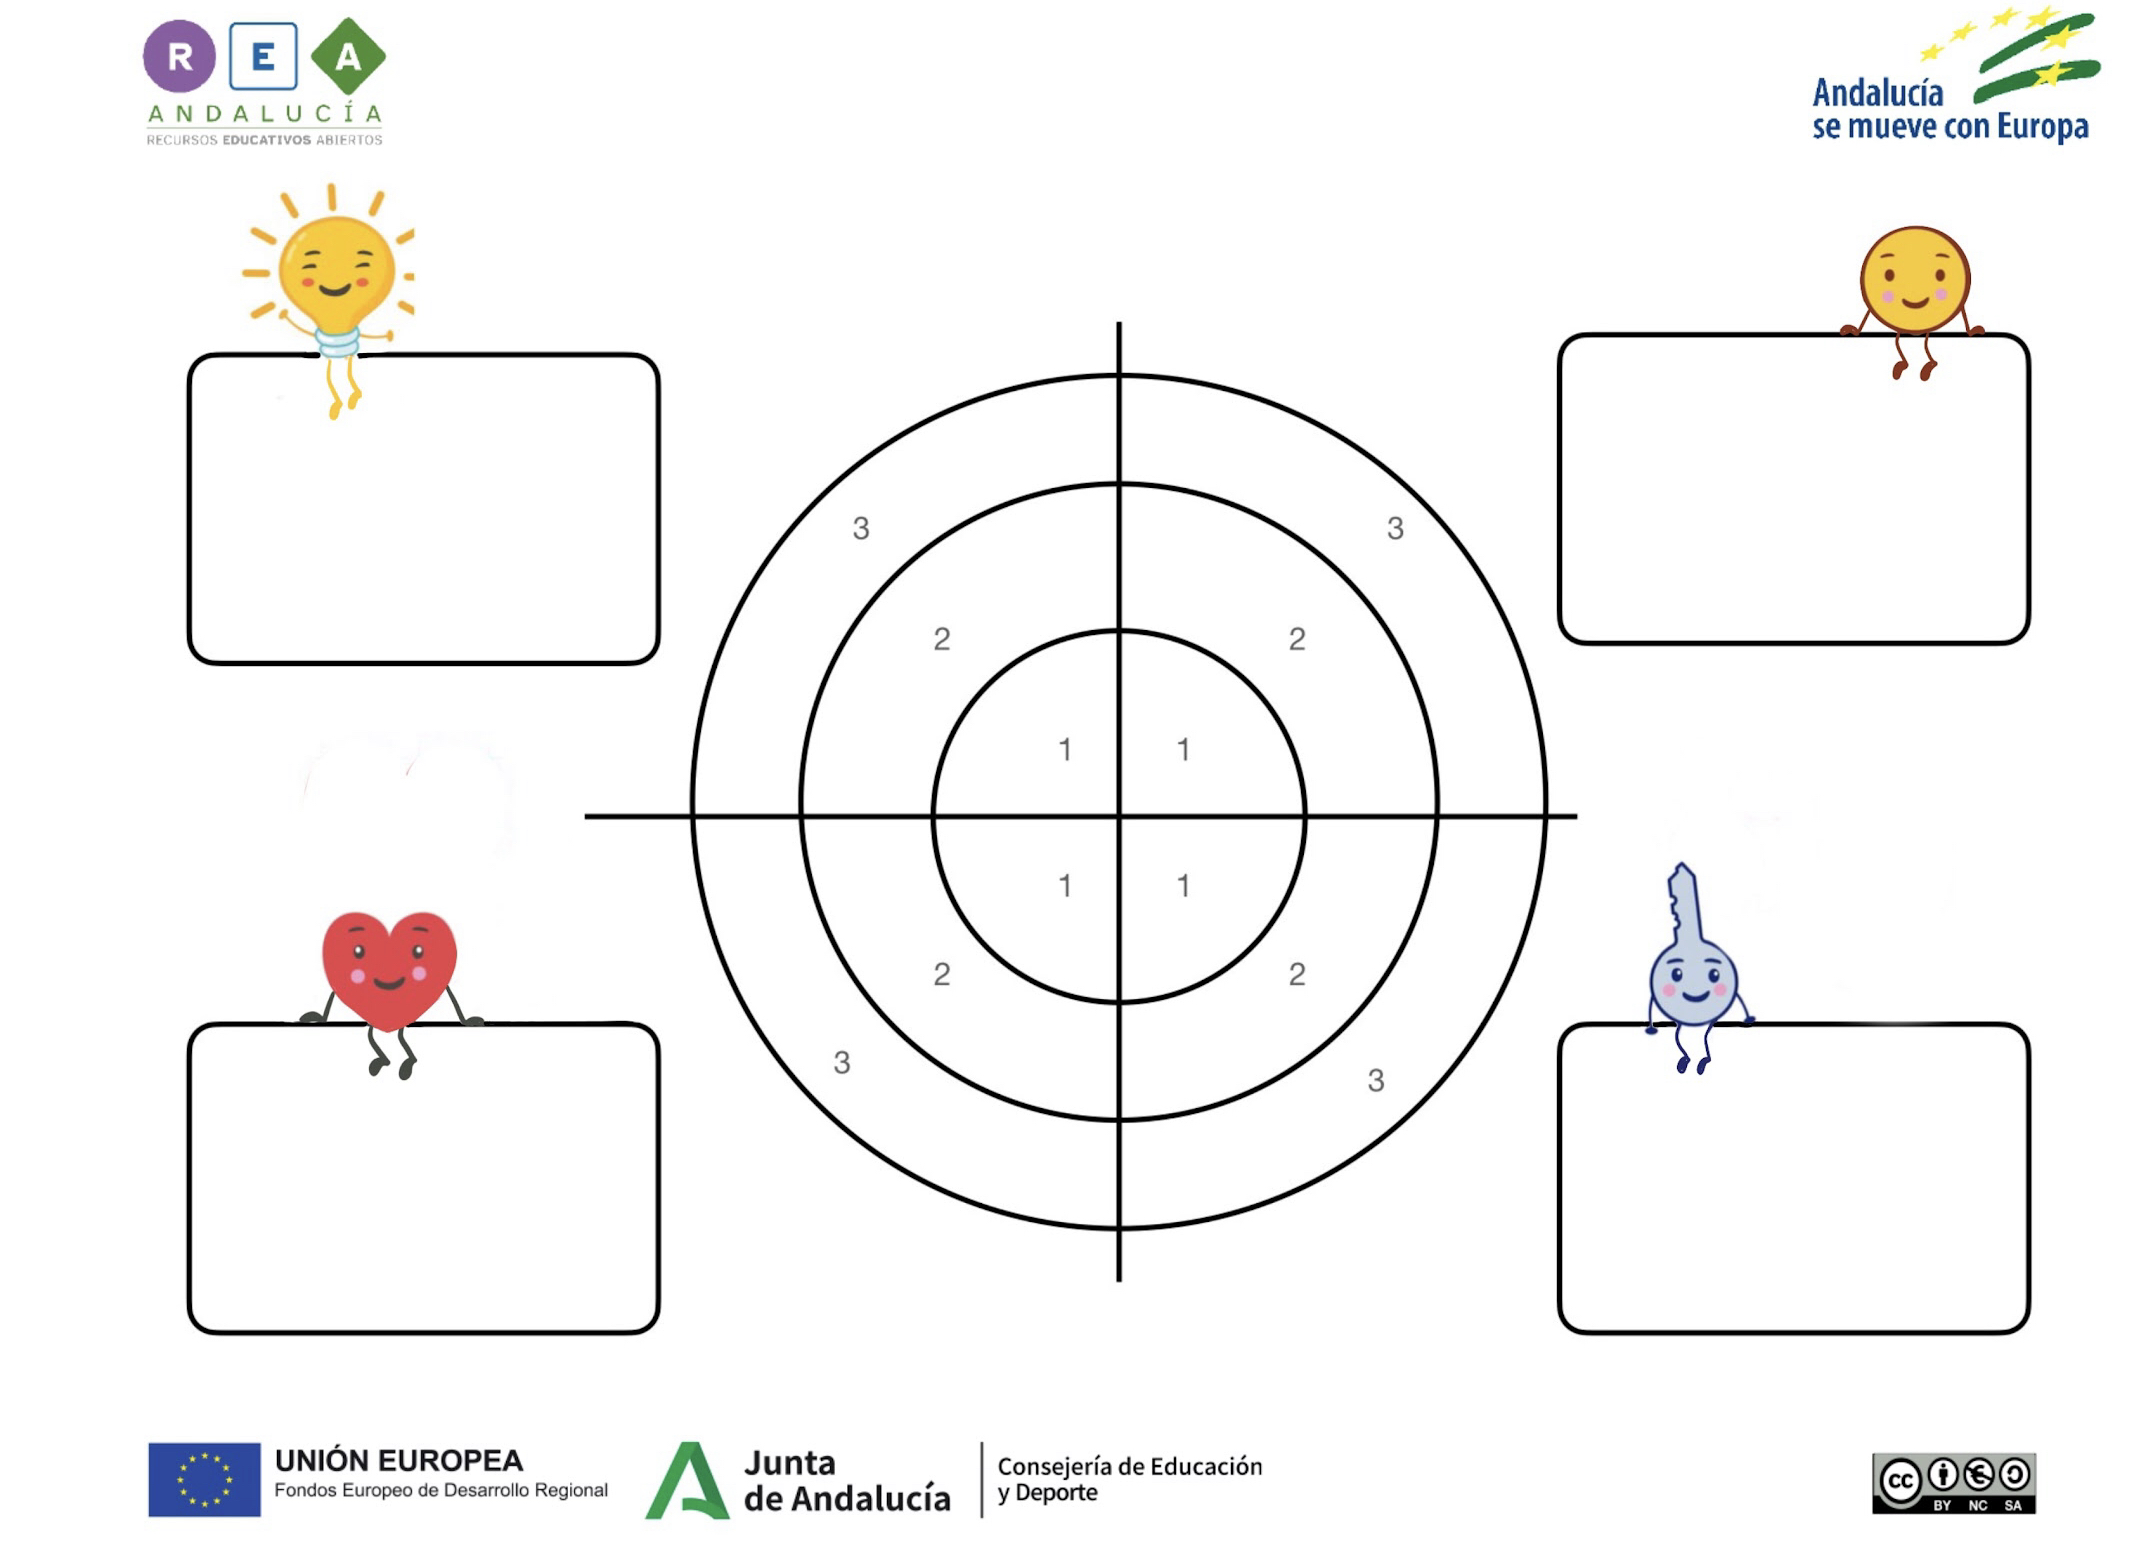 R E A
ANDALUCÍA
RECURSOS EDUCATIVOS ABIERTOS
Andalucía
se mueve con Europa
3 3
2 2
1 1
1 1
2 2
3 3
UNIÓN EUROPEA
Fondos Europeo de Desarrollo Regional
Junta
de Andalucía
Consejería de Educación
y Deporte
cc
BY NC SA